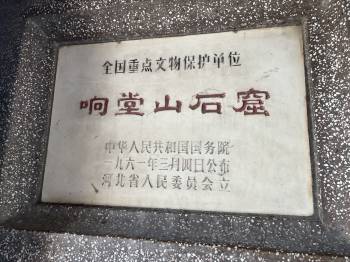 全国重点文物保护单位
响堂山石窟
中华人民共和国国务院
一九六一年三月四日公布
河北省人民委员会立